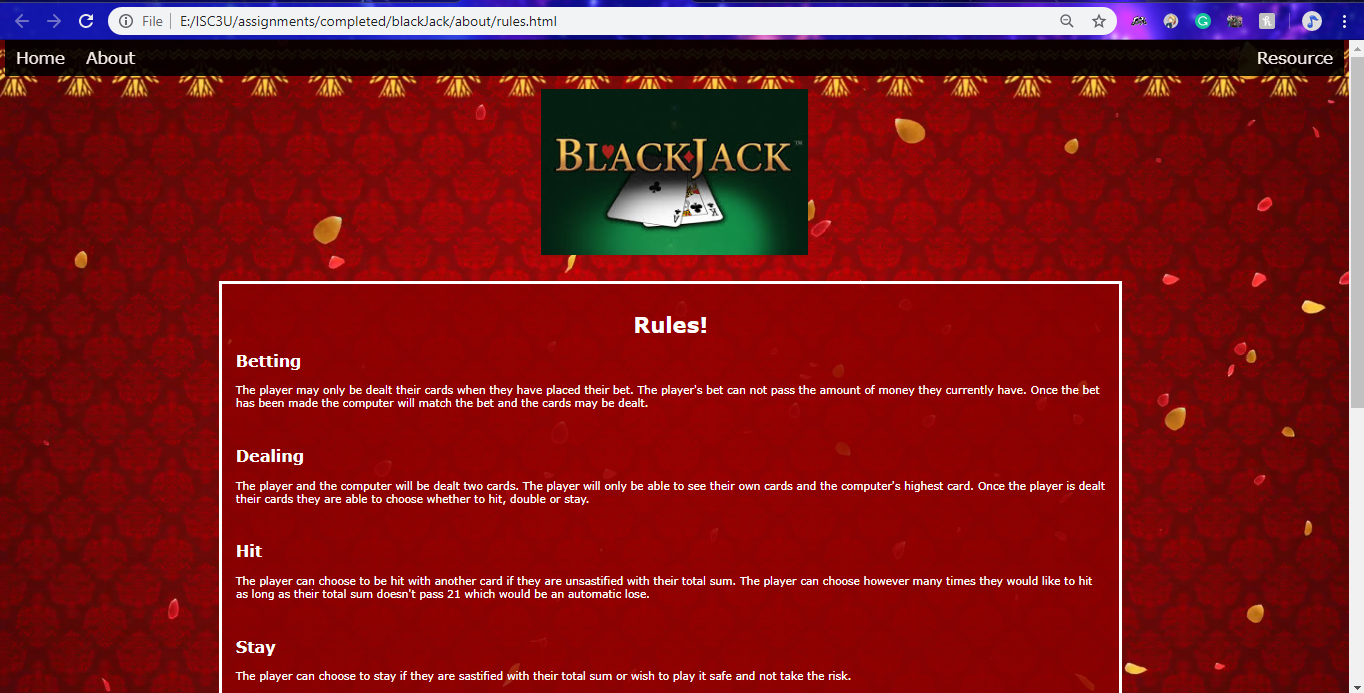 File | E:/ISC3U/assignments/completed/blackJack/about/rules.html
Home About Resource
BLACKJACK™
Rules!
Betting
The player may only be dealt their cards when they have placed their bet. The player's bet can not pass the amount of money they currently have. Once the bet
has been made the computer will match the bet and the cards may be dealt.
Dealing
The player and the computer will be dealt two cards. The player will only be able to see their own cards and the computer's highest card. Once the player is dealt
their cards they are able to choose whether to hit, double or stay.
Hit
The player can choose to be hit with another card if they are unsastified with their total sum. The player can choose however many times they would like to hit
as long as their total sum doesn't pass 21 which would be an automatic lose.
Stay
The player can choose to stay if they are sastified with their total sum or wish to play it safe and not take the risk.